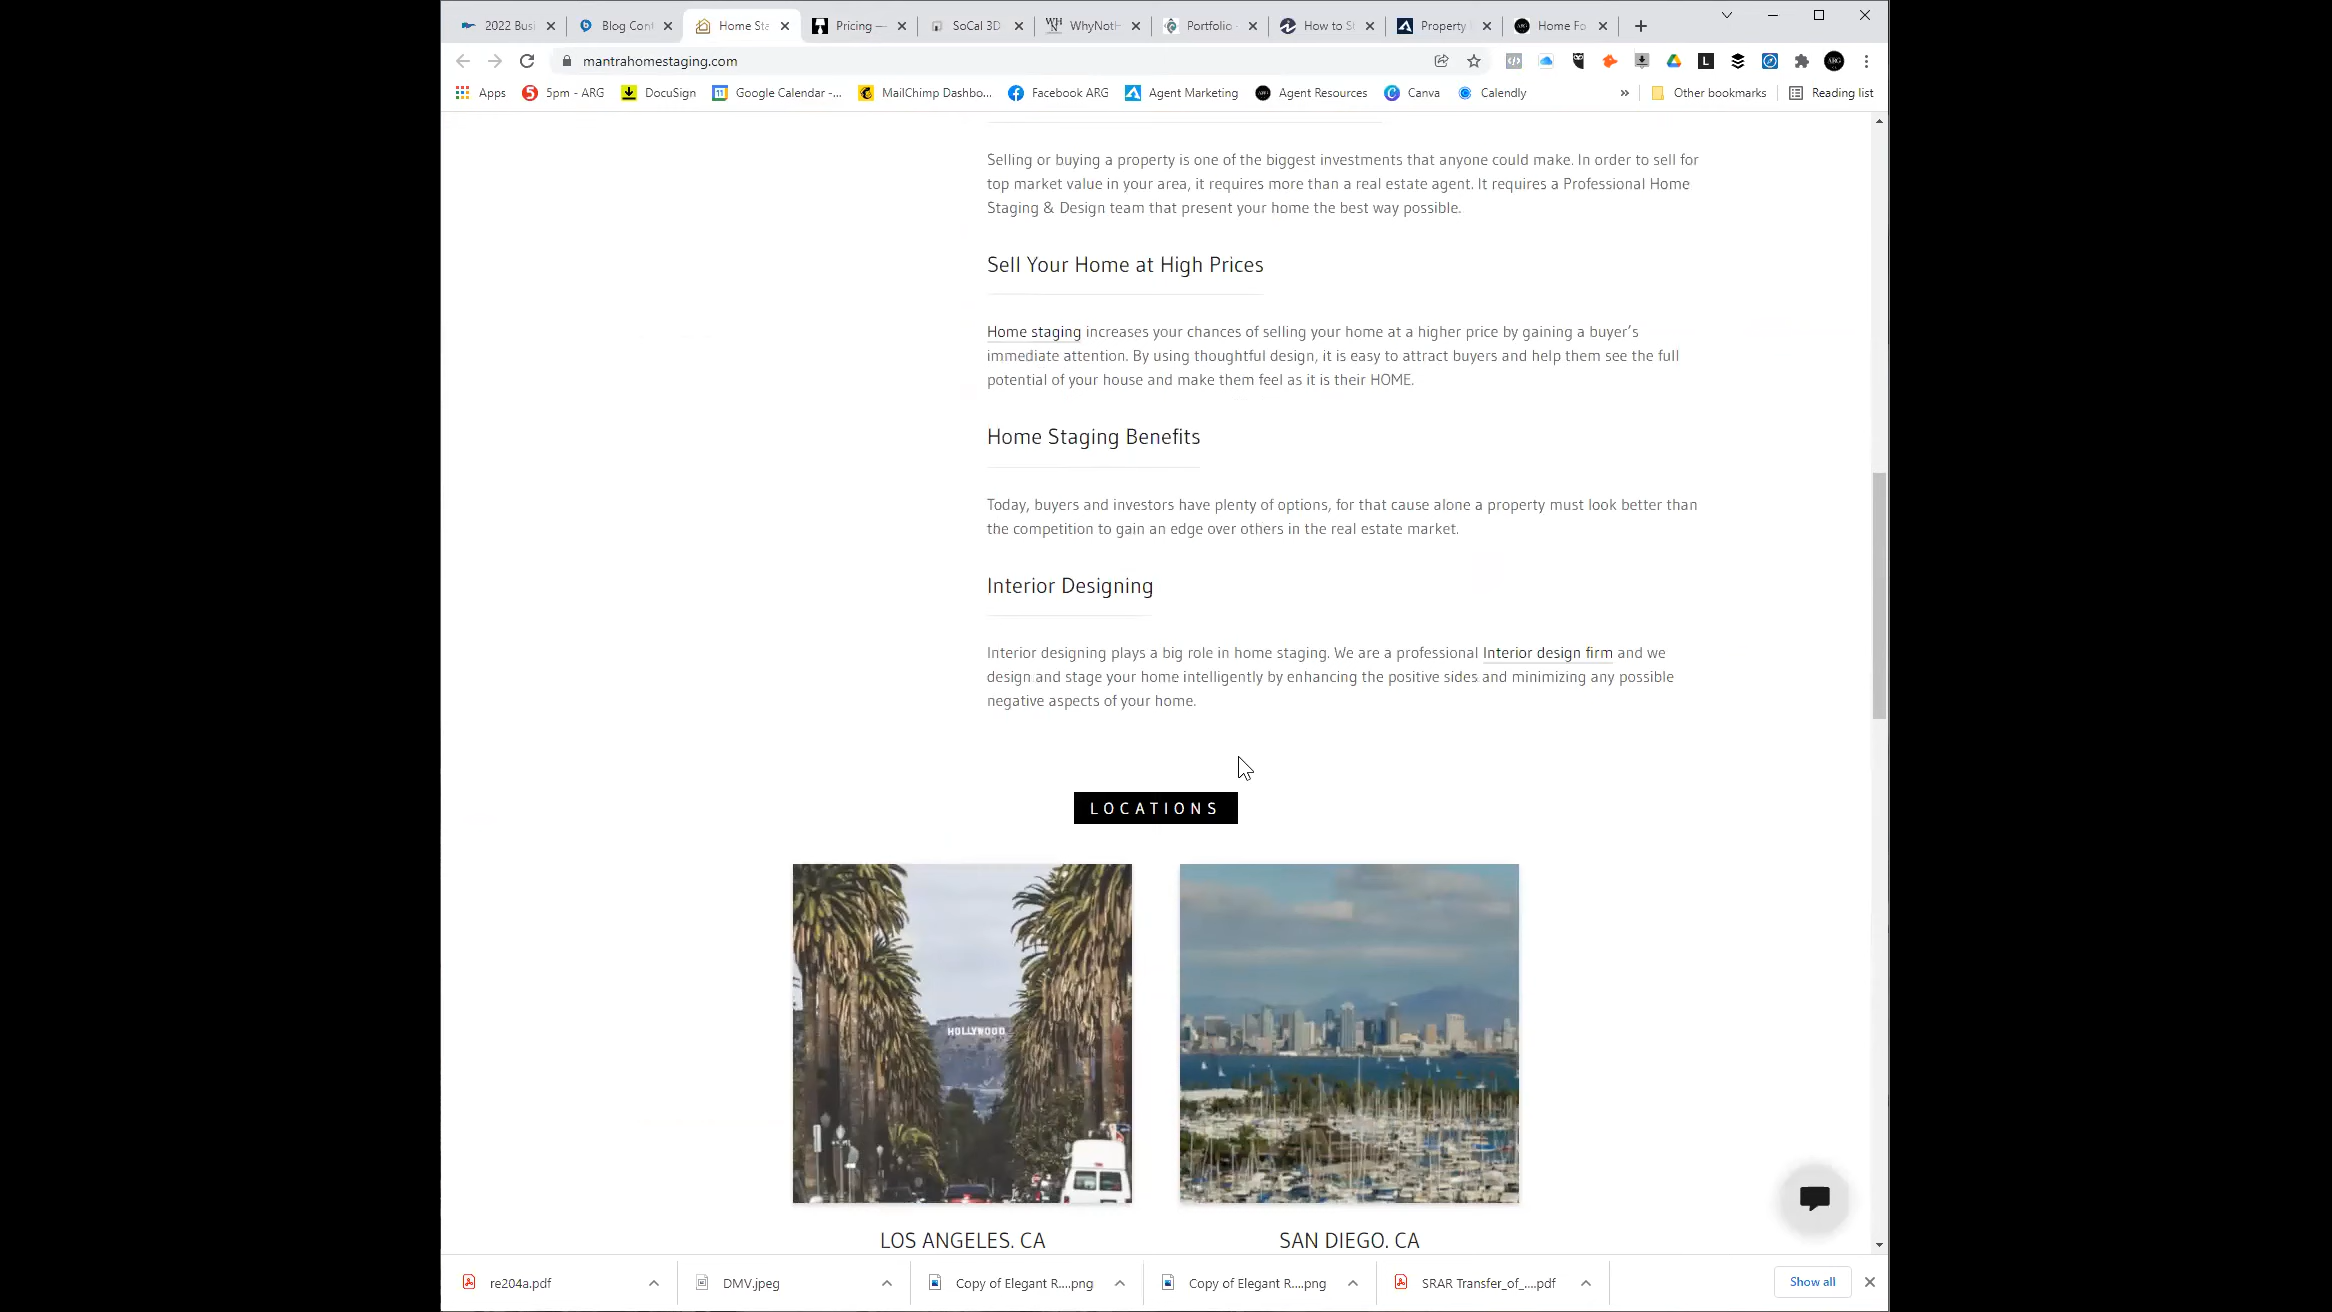 2022 Busi
Blog Cont
Home Sta
Pricing —
SoCal 3D
WhyNotH
Portfolio -
How to S
Property
Home Fo
mantrahomestaging.com
Apps
5pm - ARG
DocuSign
Google Calendar -...
MailChimp Dashbo...
Facebook ARG
Agent Marketing
Agent Resources
Canva
Calendly
»
Other bookmarks
Reading list
Selling or buying a property is one of the biggest investments that anyone could make. In order to sell for
top market value in your area, it requires more than a real estate agent. It requires a Professional Home
Staging & Design team that present your home the best way possible.
Sell Your Home at High Prices
Home staging increases your chances of selling your home at a higher price by gaining a buyer's
immediate attention. By using thoughtful design, it is easy to attract buyers and help them see the full
potential of your house and make them feel as it is their HOME.
Home Staging Benefits
Today, buyers and investors have plenty of options, for that cause alone a property must look better than
the competition to gain an edge over others in the real estate market.
Interior Designing
Interior designing plays a big role in home staging. We are a professional Interior design firm and we
design and stage your home intelligently by enhancing the positive sides and minimizing any possible
negative aspects of your home.
LOCATIONS
HOLLYWOOD
LOS ANGELES, CA
SAN DIEGO, CA
re204a.pdf
DMV.jpeg
Copy of Elegant R....png
Copy of Elegant R....png
SRAR Transfer_of_....pdf
Show all